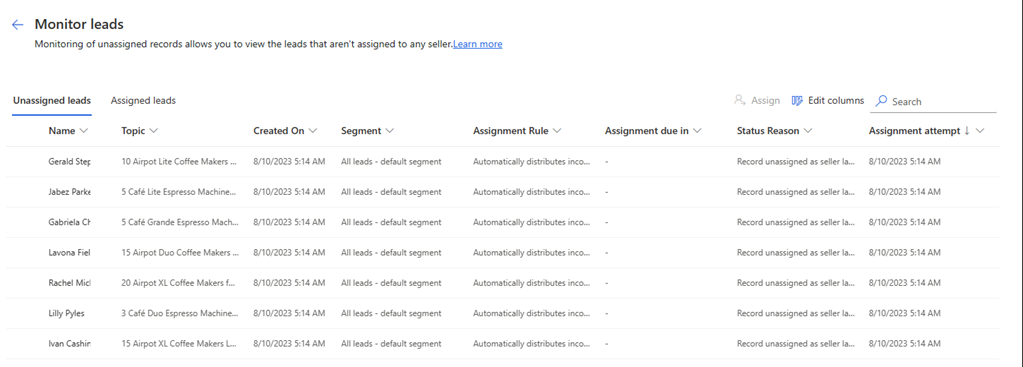 Monitor leads
Monitoring of unassigned records allows you to view the leads that aren't assigned to any seller.Learn more
Unassigned leads Assigned leads Assign Edit columns Search
Name Topic Created On Segment Assignment Rule Assignment due in Status Reason Assignment attempt
Gerald Step 10 Airpot Lite Coffee Makers ... 8/10/2023 5:14 AM All leads - default segment Automatically distributes inco... - Record unassigned as seller la... 8/10/2023 5:14 AM
Jabez Parke 5 Café Lite Espresso Machine... 8/10/2023 5:14 AM All leads - default segment Automatically distributes inco... - Record unassigned as seller la... 8/10/2023 5:14 AM
Gabriela Ch 5 Café Grande Espresso Mach... 8/10/2023 5:14 AM All leads - default segment Automatically distributes inco... - Record unassigned as seller la... 8/10/2023 5:14 AM
Lavona Fiel 15 Airpot Duo Coffee Makers ... 8/10/2023 5:14 AM All leads - default segment Automatically distributes inco... - Record unassigned as seller la... 8/10/2023 5:14 AM
Rachel Mich 20 Airpot XL Coffee Makers f... 8/10/2023 5:14 AM All leads - default segment Automatically distributes inco... - Record unassigned as seller la... 8/10/2023 5:14 AM
Lilly Pyles 3 Café Duo Espresso Machine... 8/10/2023 5:14 AM All leads - default segment Automatically distributes inco... - Record unassigned as seller la... 8/10/2023 5:14 AM
Ivan Cashin 15 Airpot XL Coffee Makers L... 8/10/2023 5:14 AM All leads - default segment Automatically distributes inco... - Record unassigned as seller la... 8/10/2023 5:14 AM